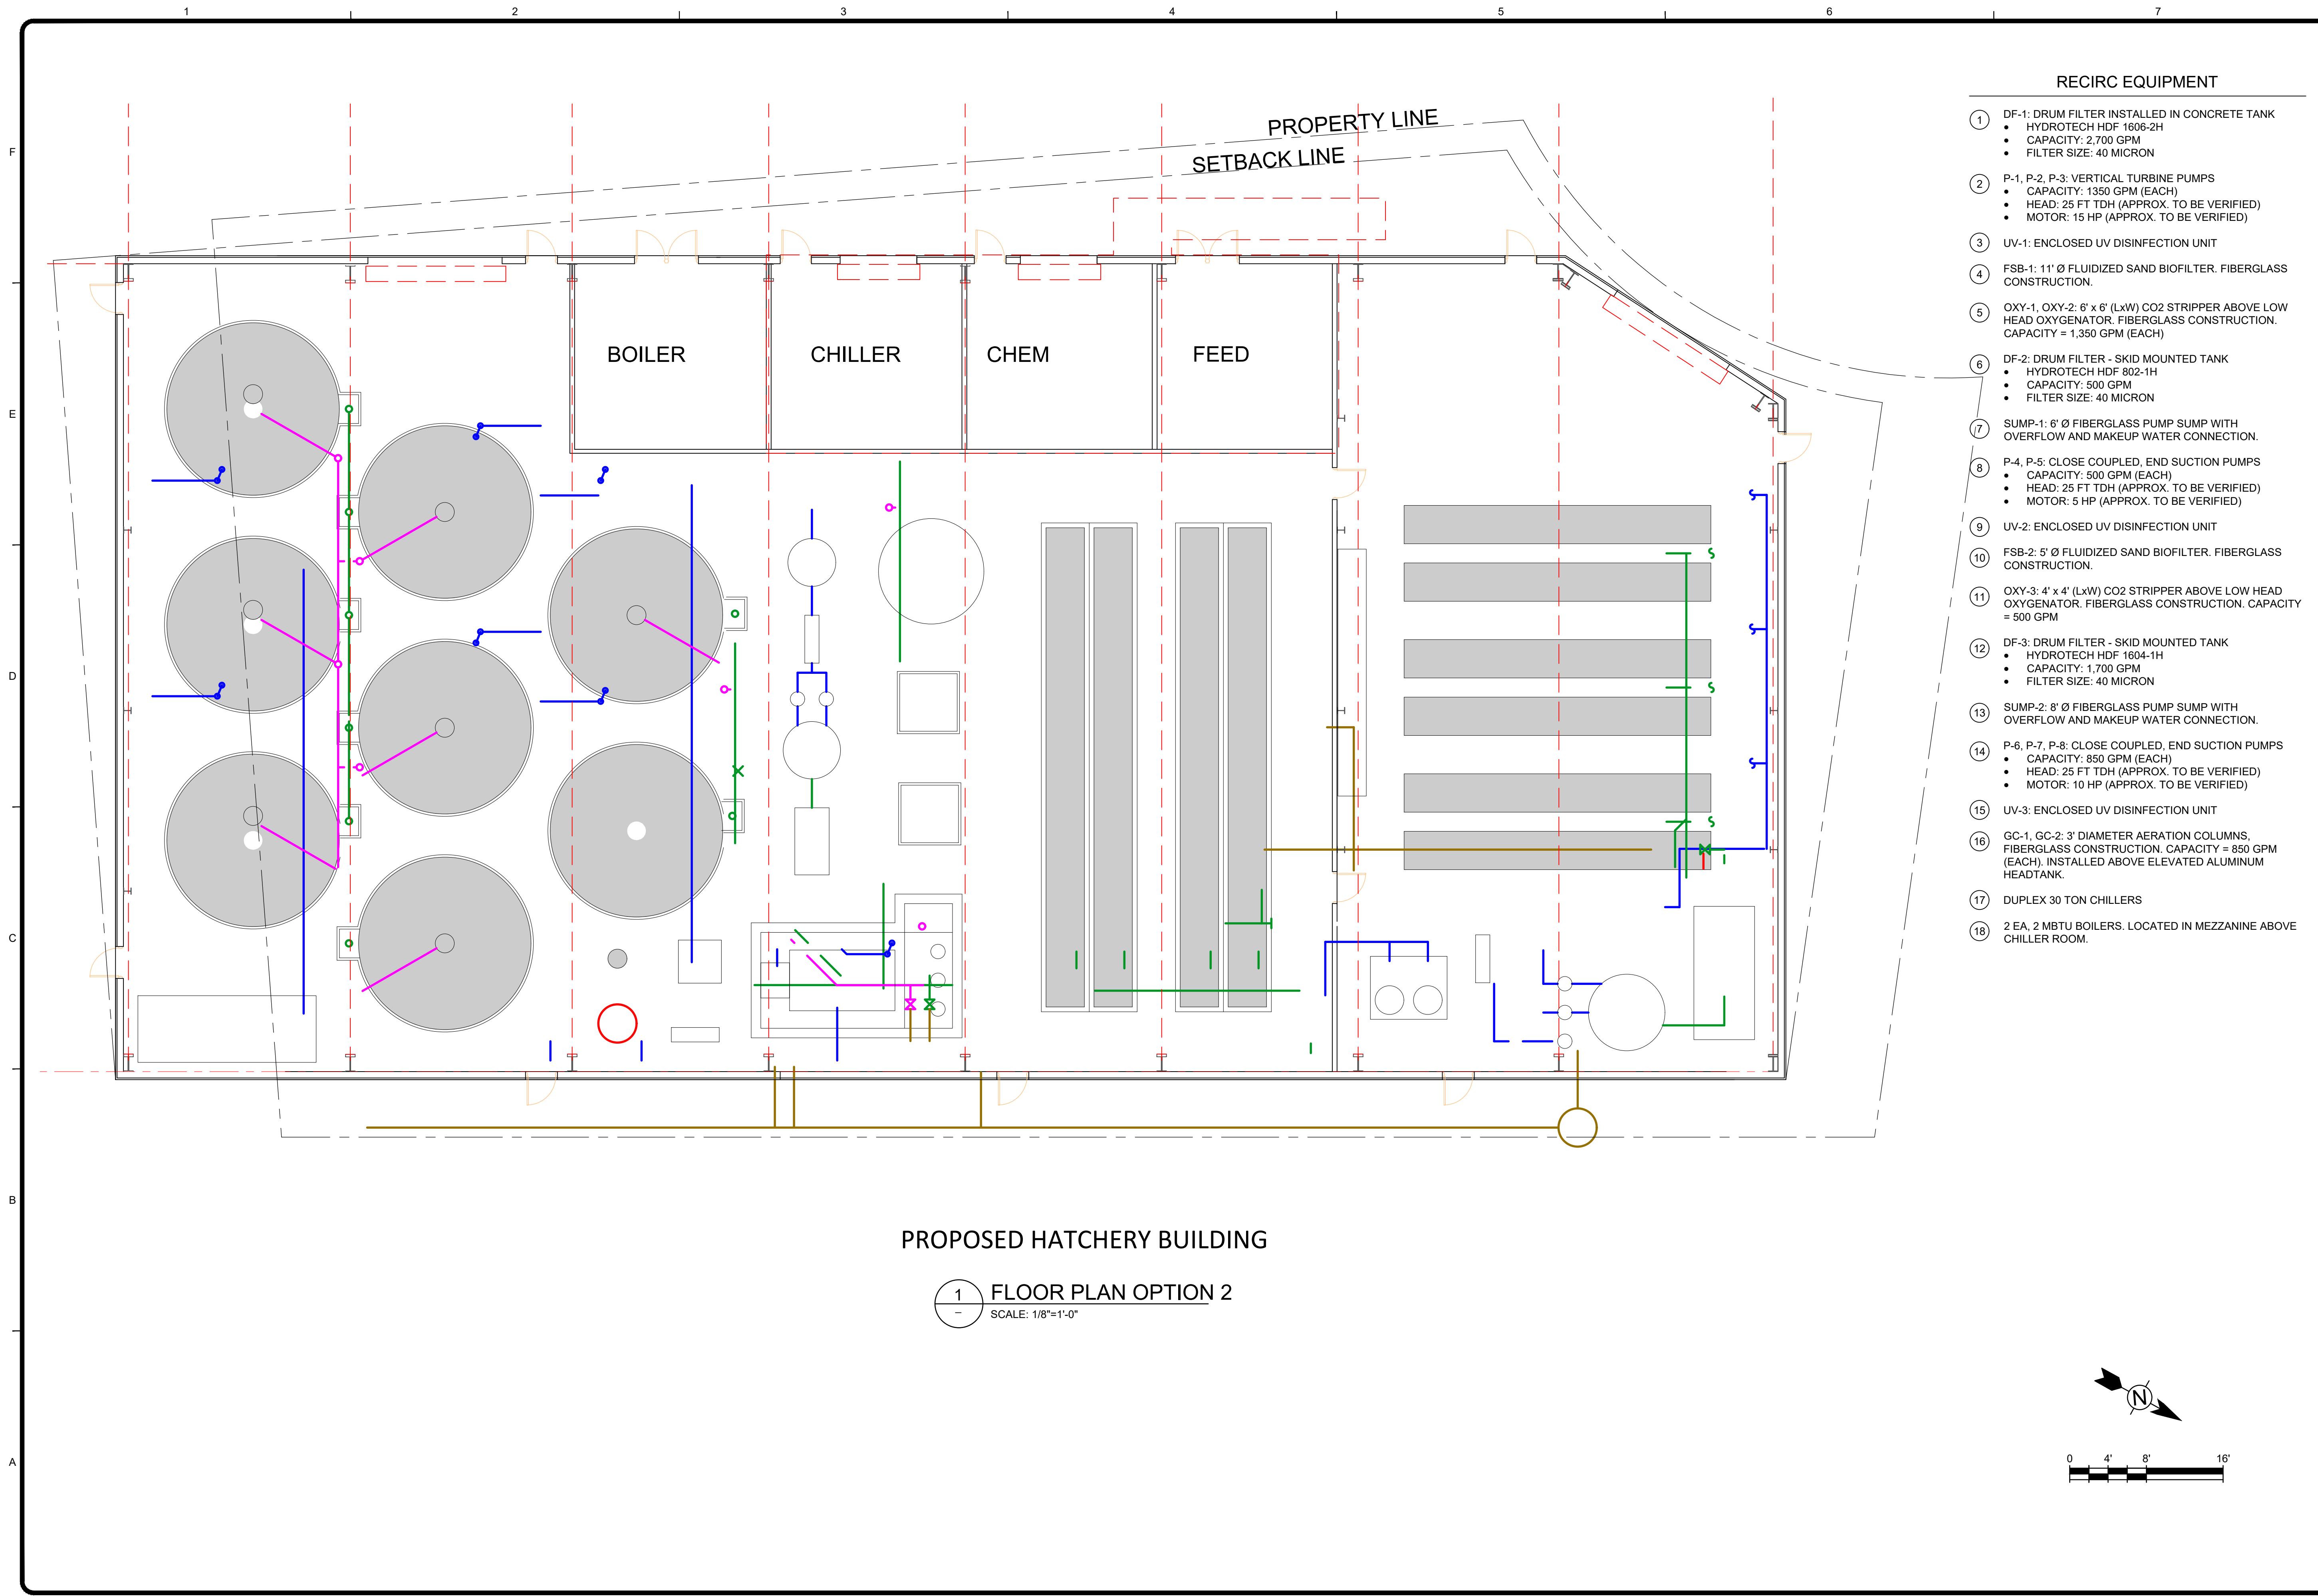 1 2 3 4 5 6 7
F
E
D
C
B
A
PROPERTY LINE
SETBACK LINE
BOILER
CHILLER
CHEM
FEED
RECIRC EQUIPMENT
1 DF-1: DRUM FILTER INSTALLED IN CONCRETE TANK
• HYDROTECH HDF 1606-2H
• CAPACITY: 2,700 GPM
• FILTER SIZE: 40 MICRON
2 P-1, P-2, P-3: VERTICAL TURBINE PUMPS
• CAPACITY: 1350 GPM (EACH)
• HEAD: 25 FT TDH (APPROX. TO BE VERIFIED)
• MOTOR: 15 HP (APPROX. TO BE VERIFIED)
3 UV-1: ENCLOSED UV DISINFECTION UNIT
4 FSB-1: 11' Ø FLUIDIZED SAND BIOFILTER. FIBERGLASS
CONSTRUCTION.
5 OXY-1, OXY-2: 6' x 6' (LxW) CO2 STRIPPER ABOVE LOW
HEAD OXYGENATOR. FIBERGLASS CONSTRUCTION.
CAPACITY = 1,350 GPM (EACH)
6 DF-2: DRUM FILTER - SKID MOUNTED TANK
• HYDROTECH HDF 802-1H
• CAPACITY: 500 GPM
• FILTER SIZE: 40 MICRON
7 SUMP-1: 6' Ø FIBERGLASS PUMP SUMP WITH
OVERFLOW AND MAKEUP WATER CONNECTION.
8 P-4, P-5: CLOSE COUPLED, END SUCTION PUMPS
• CAPACITY: 500 GPM (EACH)
• HEAD: 25 FT TDH (APPROX. TO BE VERIFIED)
• MOTOR: 5 HP (APPROX. TO BE VERIFIED)
9 UV-2: ENCLOSED UV DISINFECTION UNIT
10 FSB-2: 5' Ø FLUIDIZED SAND BIOFILTER. FIBERGLASS
CONSTRUCTION.
11 OXY-3: 4' x 4' (LxW) CO2 STRIPPER ABOVE LOW HEAD
OXYGENATOR. FIBERGLASS CONSTRUCTION. CAPACITY
= 500 GPM
12 DF-3: DRUM FILTER - SKID MOUNTED TANK
• HYDROTECH HDF 1604-1H
• CAPACITY: 1,700 GPM
• FILTER SIZE: 40 MICRON
13 SUMP-2: 8' Ø FIBERGLASS PUMP SUMP WITH
OVERFLOW AND MAKEUP WATER CONNECTION.
14 P-6, P-7, P-8: CLOSE COUPLED, END SUCTION PUMPS
• CAPACITY: 850 GPM (EACH)
• HEAD: 25 FT TDH (APPROX. TO BE VERIFIED)
• MOTOR: 10 HP (APPROX. TO BE VERIFIED)
15 UV-3: ENCLOSED UV DISINFECTION UNIT
16 GC-1, GC-2: 3' DIAMETER AERATION COLUMNS,
FIBERGLASS CONSTRUCTION. CAPACITY = 850 GPM
(EACH). INSTALLED ABOVE ELEVATED ALUMINUM
HEADTANK.
17 DUPLEX 30 TON CHILLERS
18 2 EA, 2 MBTU BOILERS. LOCATED IN MEZZANINE ABOVE
CHILLER ROOM.
PROPOSED HATCHERY BUILDING
1 FLOOR PLAN OPTION 2
– SCALE: 1/8"=1'-0"
N
0 4' 8' 16'